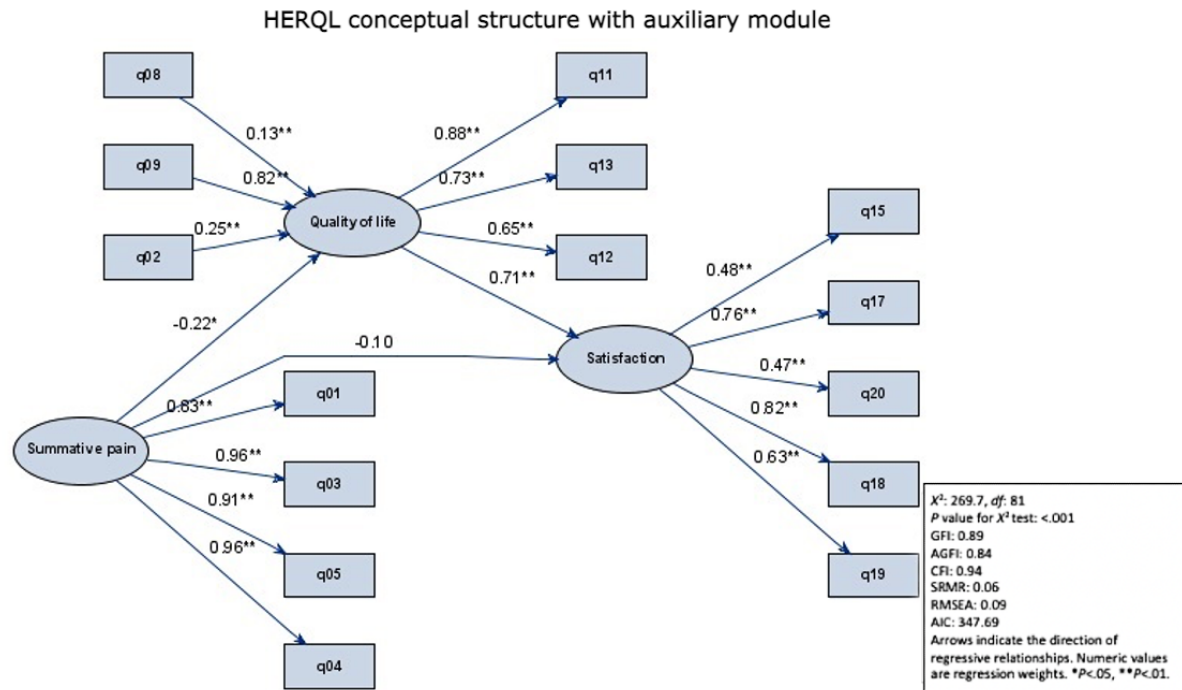 HERQL conceptual structure with auxiliary module
q08
q11
0.13**
0.88**
q09
q13
0.82**
0.73**
q15
Quality of life
q02
0.25**
0.65**
q12
0.48**
0.71**
q17
0.76**
-0.22*
-0.10
Satisfaction
0.47**
q20
q01
0.83**
0.82**
Summative pain
0.96**
q03
0.63**
q18
0.91**
0.96**
q05
q19
q04
X²: 269.7, df: 81
P value for X² test: <.001
GFI: 0.89
AGFI: 0.84
CFI: 0.94
SRMR: 0.06
RMSEA: 0.09
AIC: 347.69
Arrows indicate the direction of
regressive relationships. Numeric values
are regression weights. *P<.05, **P<.01.